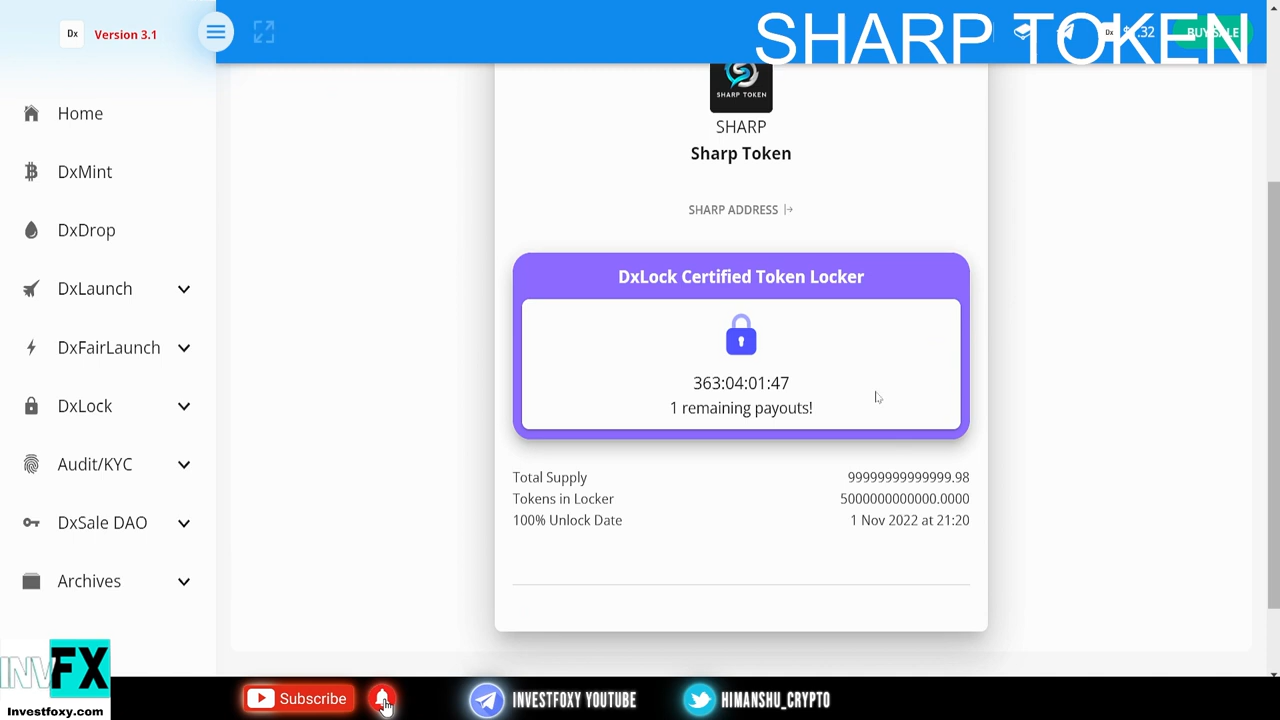 Dx Version 3.1
SHARP TOKEN
Home
DxMint
DxDrop
DxLaunch
DxFairLaunch
DxLock
Audit/KYC
DxSale DAO
Archives
SHARP TOKEN
SHARP
Sharp Token
SHARP ADDRESS
DxLock Certified Token Locker
363:04:01:47
1 remaining payouts!
Total Supply 99999999999999.98
Tokens in Locker 5000000000000.0000
100% Unlock Date 1 Nov 2022 at 21:20
INVFX
Investfoxy.com
Subscribe
INVESTFOXY YOUTUBE
HIMANSHU_CRYPTO